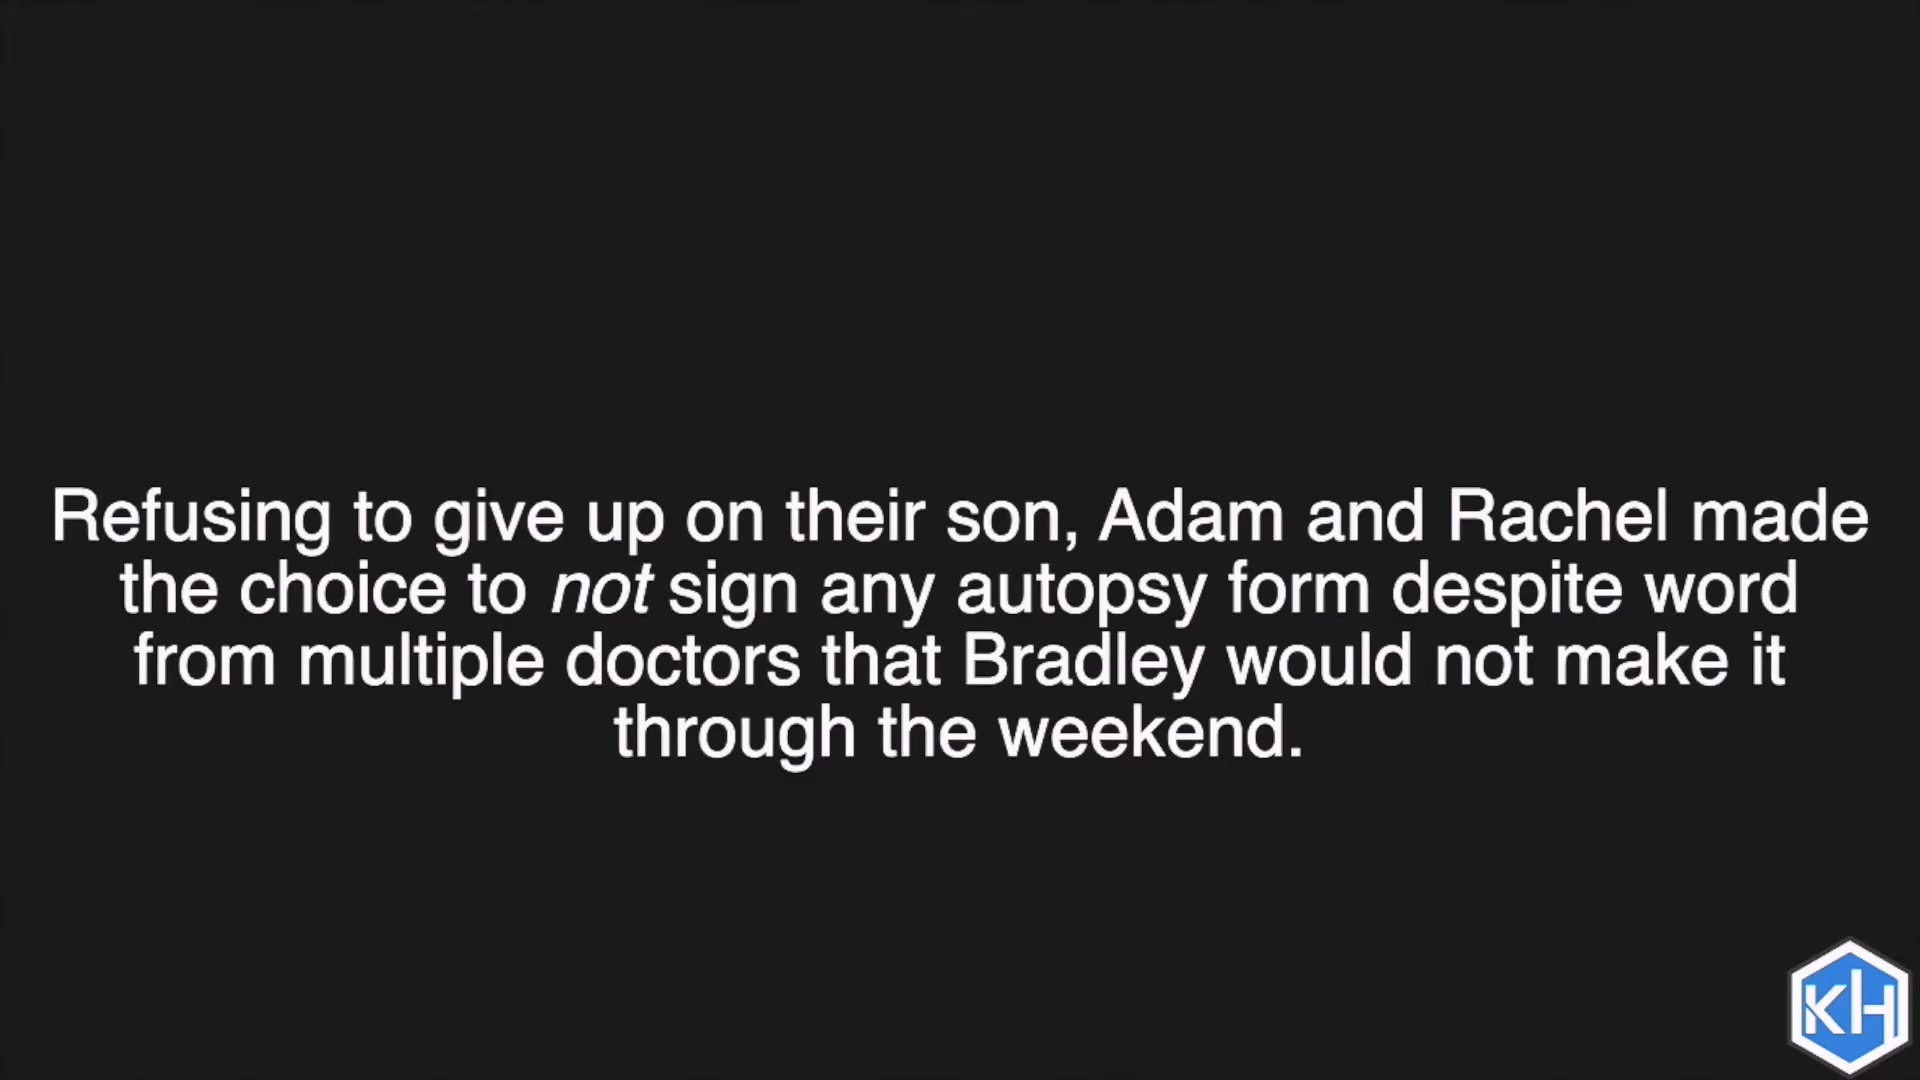 Refusing to give up on their son, Adam and Rachel made
the choice to not sign any autopsy form despite word
from multiple doctors that Bradley would not make it
through the weekend.
KH